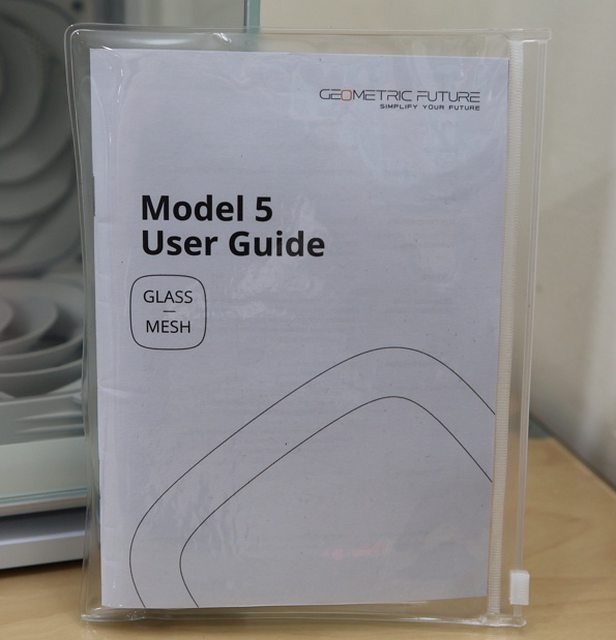 GEOMETRIC FUTURE
SIMPLIFY YOUR FUTURE
Model 5
User Guide
GLASS
—
MESH